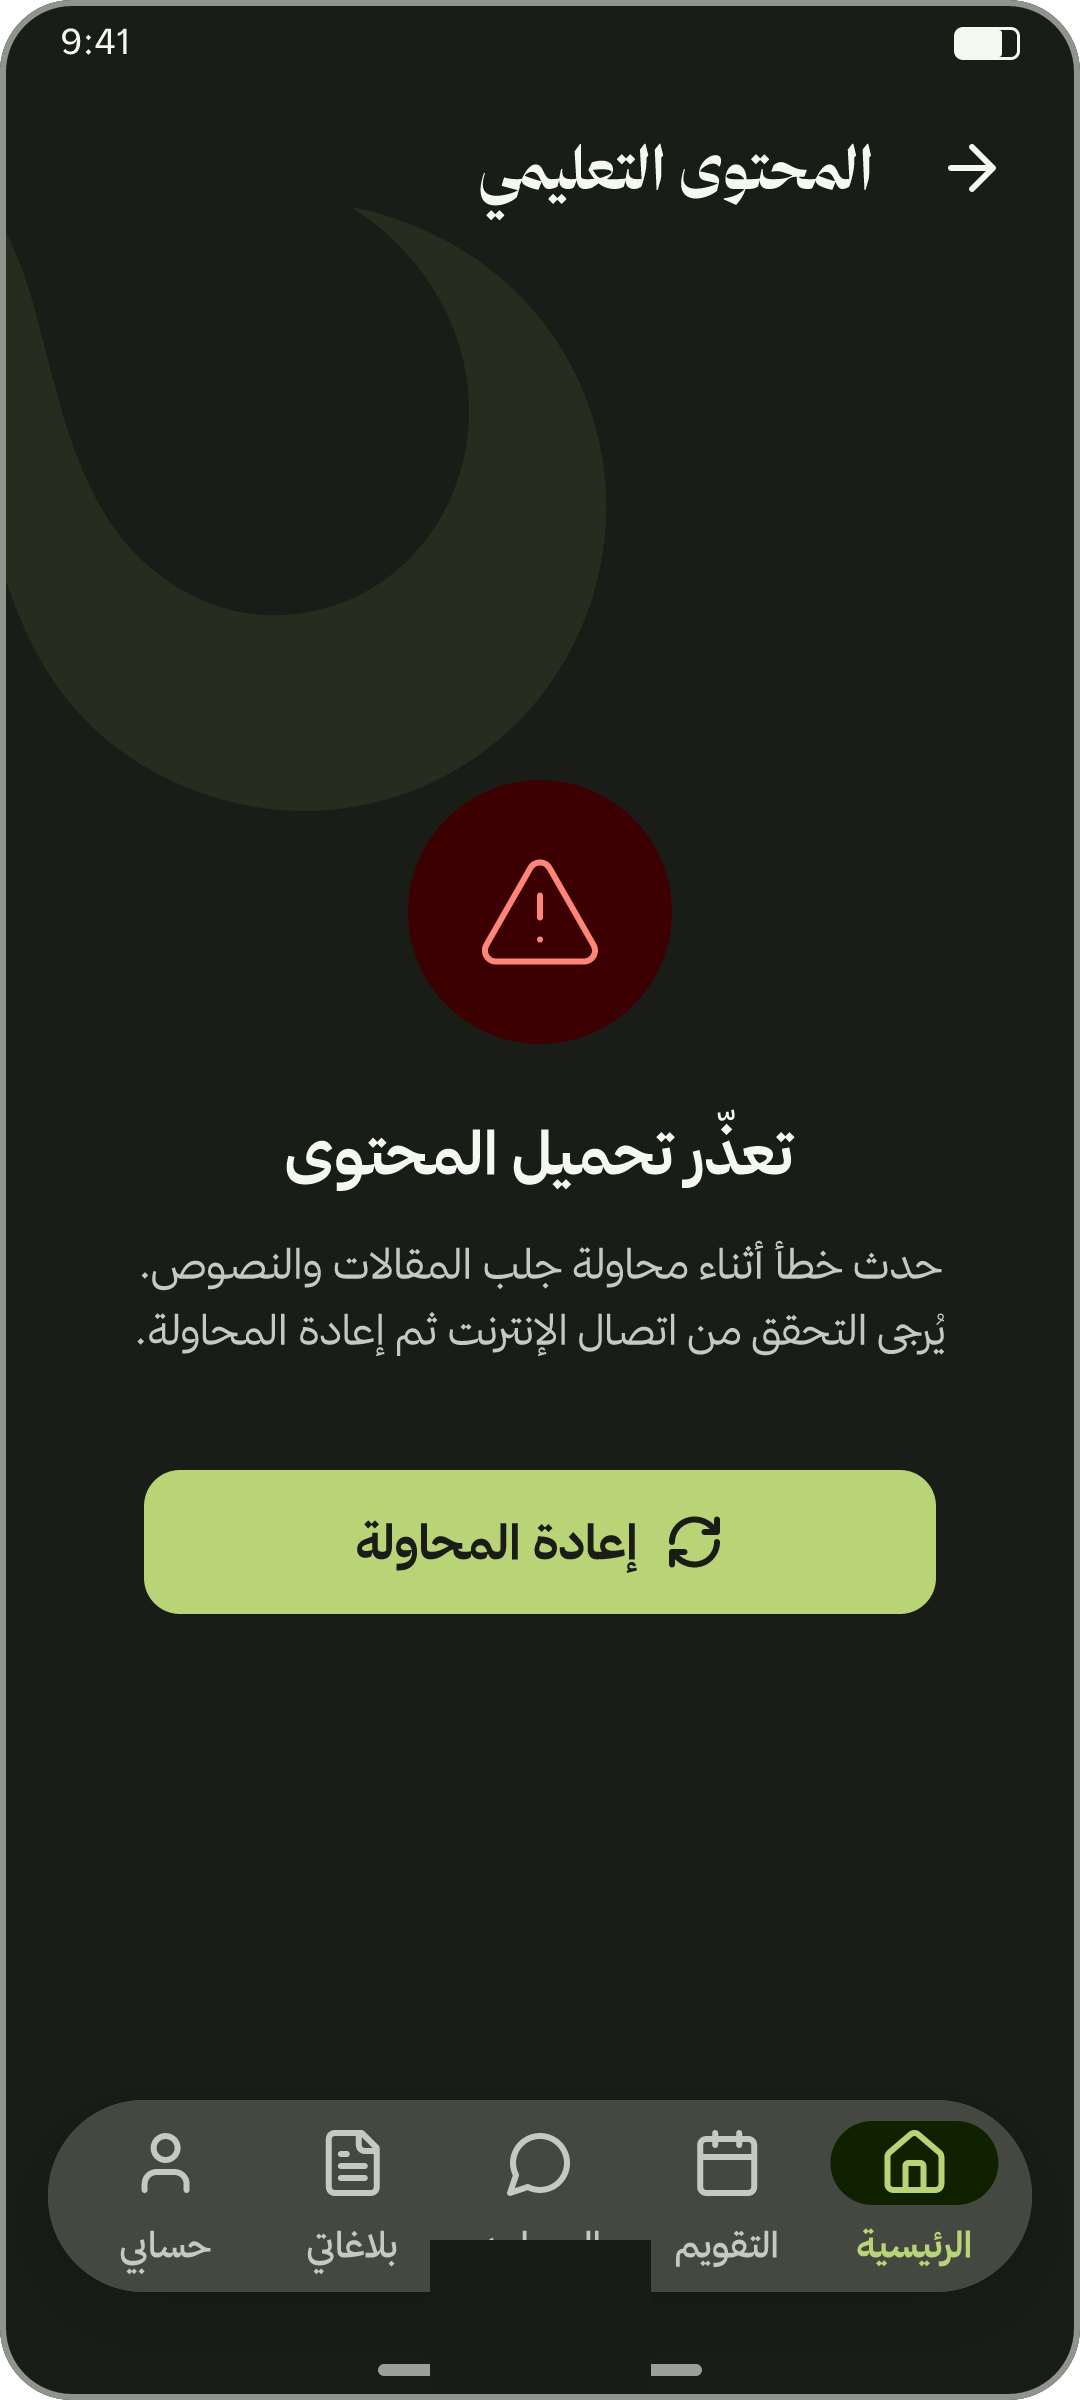 9:41
المحتوى التعليمي
تعذّر تحميل المحتوى
حدث خطأ أثناء محاولة جلب المقالات والنصوص.
يُرجى التحقق من اتصال الإنترنت ثم إعادة المحاولة.
إعادة المحاولة
الرئيسية
التقويم
بلاغاتي
حسابي